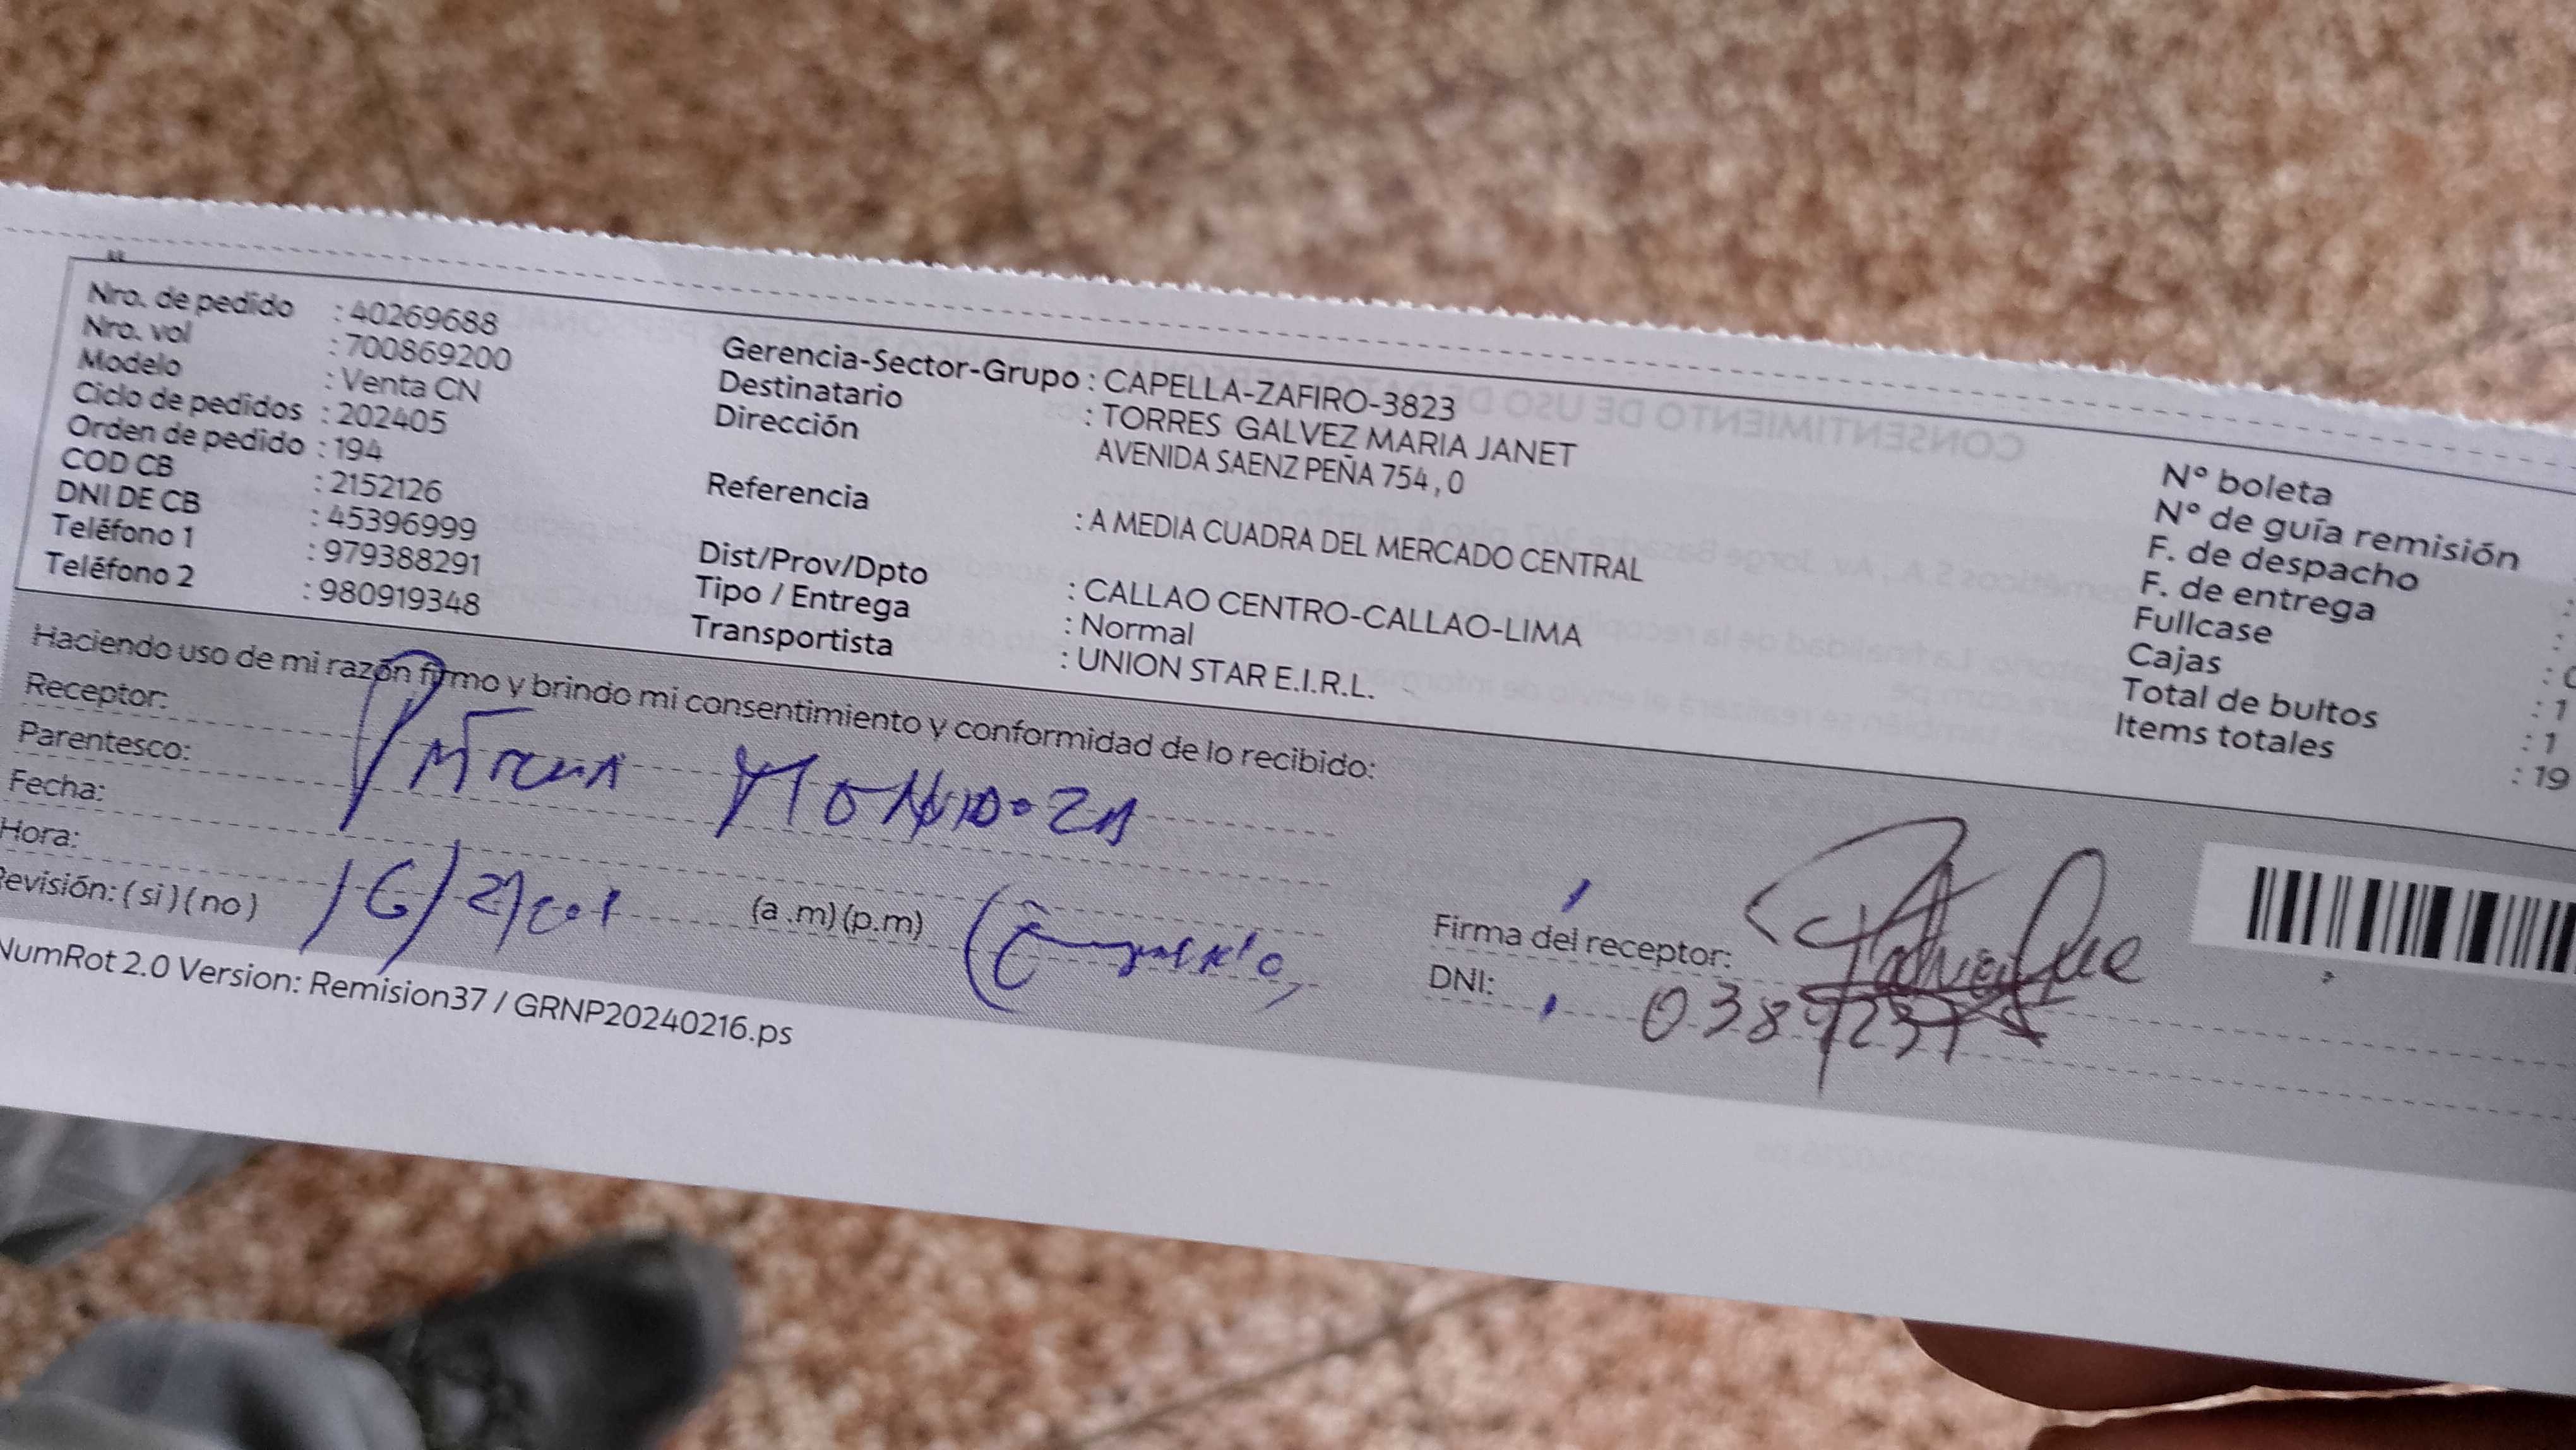 Nro. de pedido : 40269688
Nro. vol : 700869200
Modelo : Venta CN
Ciclo de pedidos : 202405
Orden de pedido : 194
COD CB : 2152126
DNI DE CB : 45396999
Teléfono 1 : 979388291
Teléfono 2 : 980919348
Gerencia-Sector-Grupo : CAPELLA-ZAFIRO-3823
Destinatario : TORRES GALVEZ MARIA JANET
Dirección AVENIDA SAENZ PEÑA 754 , 0
Referencia : A MEDIA CUADRA DEL MERCADO CENTRAL
Dist/Prov/Dpto : CALLAO CENTRO-CALLAO-LIMA
Tipo / Entrega : Normal
Transportista : UNION STAR E.I.R.L.
N° boleta
N° de guía remisión
F. de despacho :
F. de entrega :
Fullcase :
Cajas : 1
Total de bultos : 1
Items totales : 19
Haciendo uso de mi razón firmo y brindo mi consentimiento y conformidad de lo recibido:
Receptor:
Parentesco:
Fecha:
Hora: (a .m) (p.m)
Revisión: ( si ) ( no )
Firma del receptor:
DNI:
NumRot 2.0 Version: Remision37 / GRNP20240216.ps